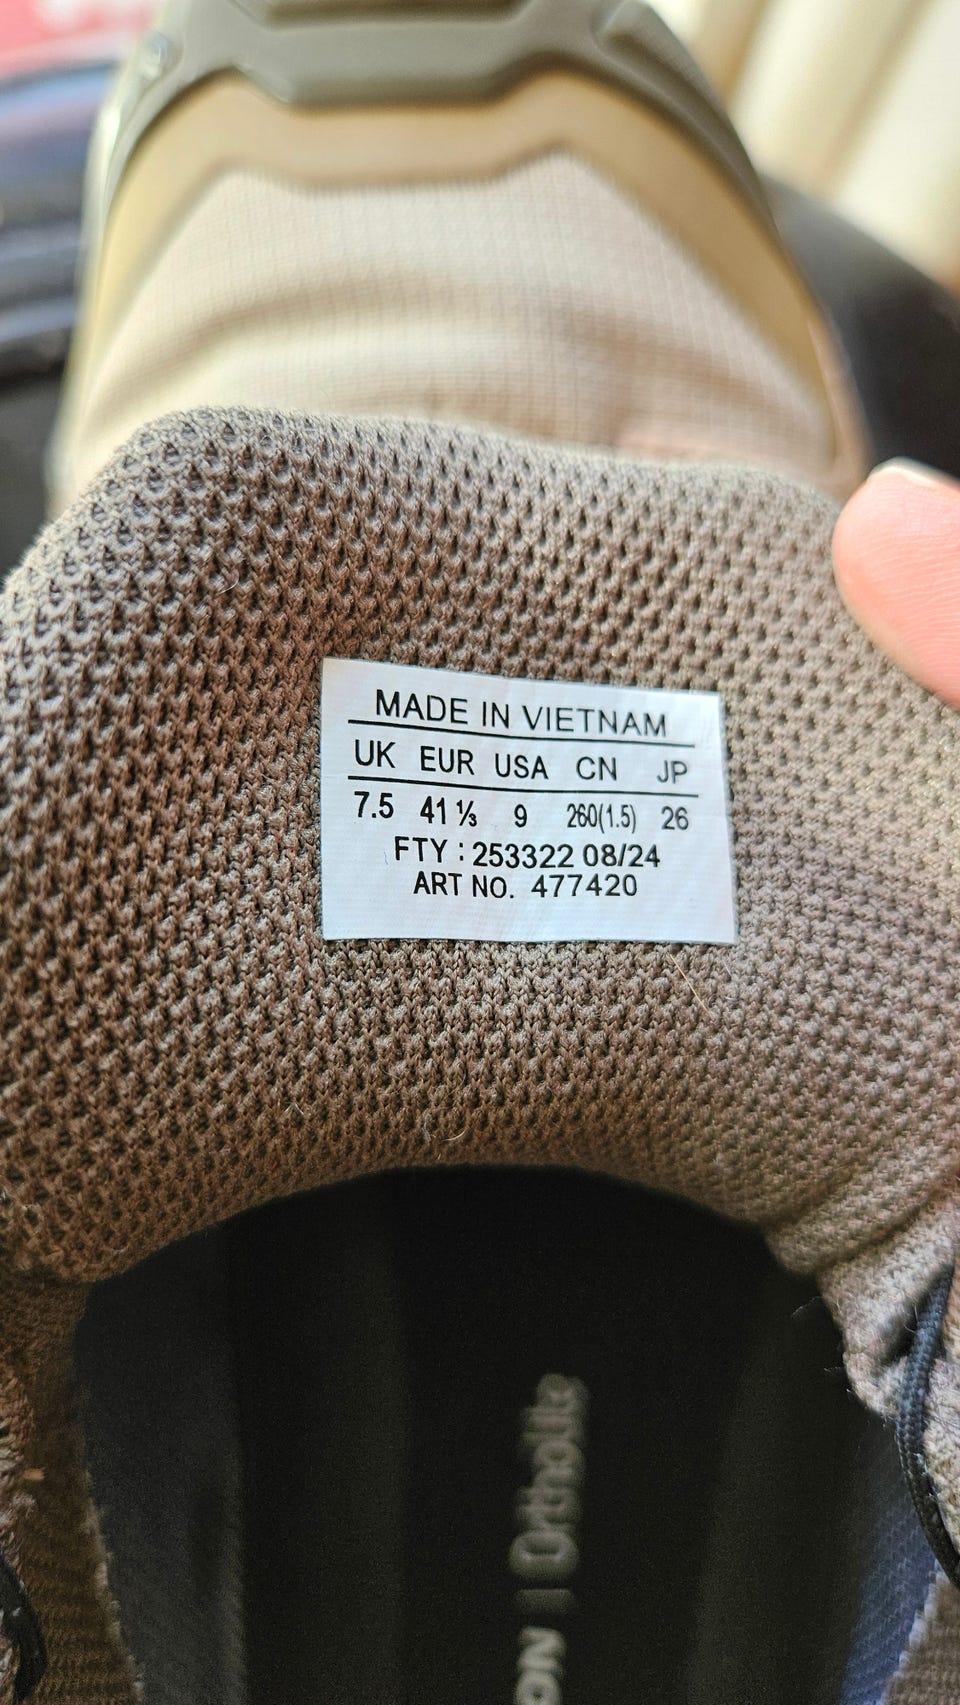 MADE IN VIETNAM
UK EUR USA CN JP
7.5 41 ⅓ 9 260(1.5) 26
FTY : 253322 08/24
ART NO. 477420
Ortholite
ON